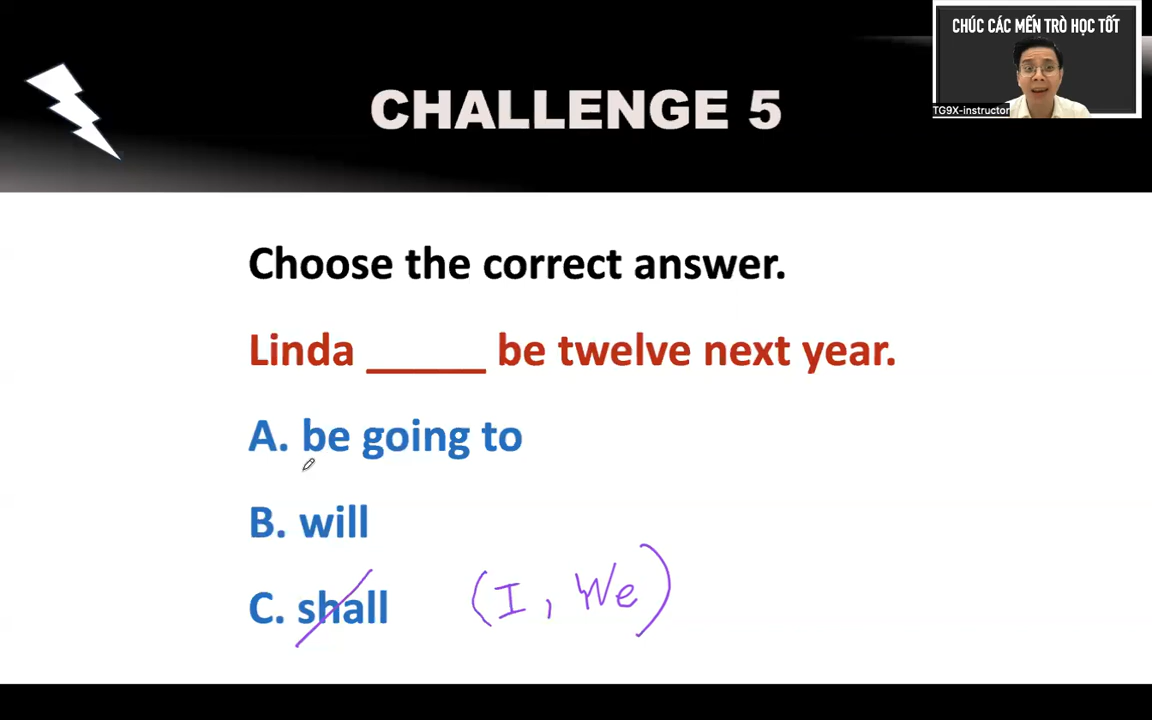 CHÚC CÁC MẾN TRÒ HỌC TỐT
TG9X-instructor
CHALLENGE 5
Choose the correct answer.
Linda _____ be twelve next year.
A. be going to
B. will
C. shall (I, We)